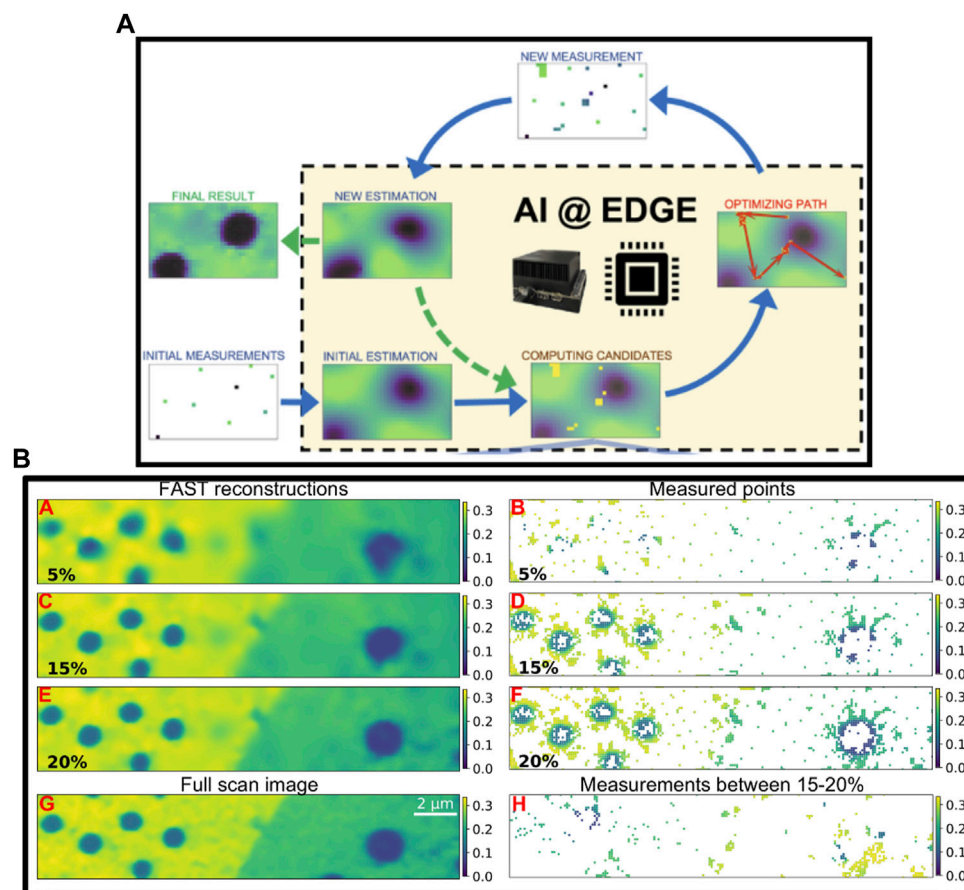 A
NEW MEASUREMENT
FINAL RESULT
NEW ESTIMATION
AI @ EDGE
OPTIMIZING PATH
INITIAL MEASUREMENTS
INITIAL ESTIMATION
COMPUTING CANDIDATES
B
FAST reconstructions
Measured points
A
5%
0.3
0.2
0.1
0.0
B
5%
0.3
0.2
0.1
0.0
C
15%
0.3
0.2
0.1
0.0
D
15%
0.3
0.2
0.1
0.0
E
20%
0.3
0.2
0.1
0.0
F
20%
0.3
0.2
0.1
0.0
Full scan image
Measurements between 15-20%
G
2 μm
0.3
0.2
0.1
0.0
H
0.3
0.2
0.1
0.0